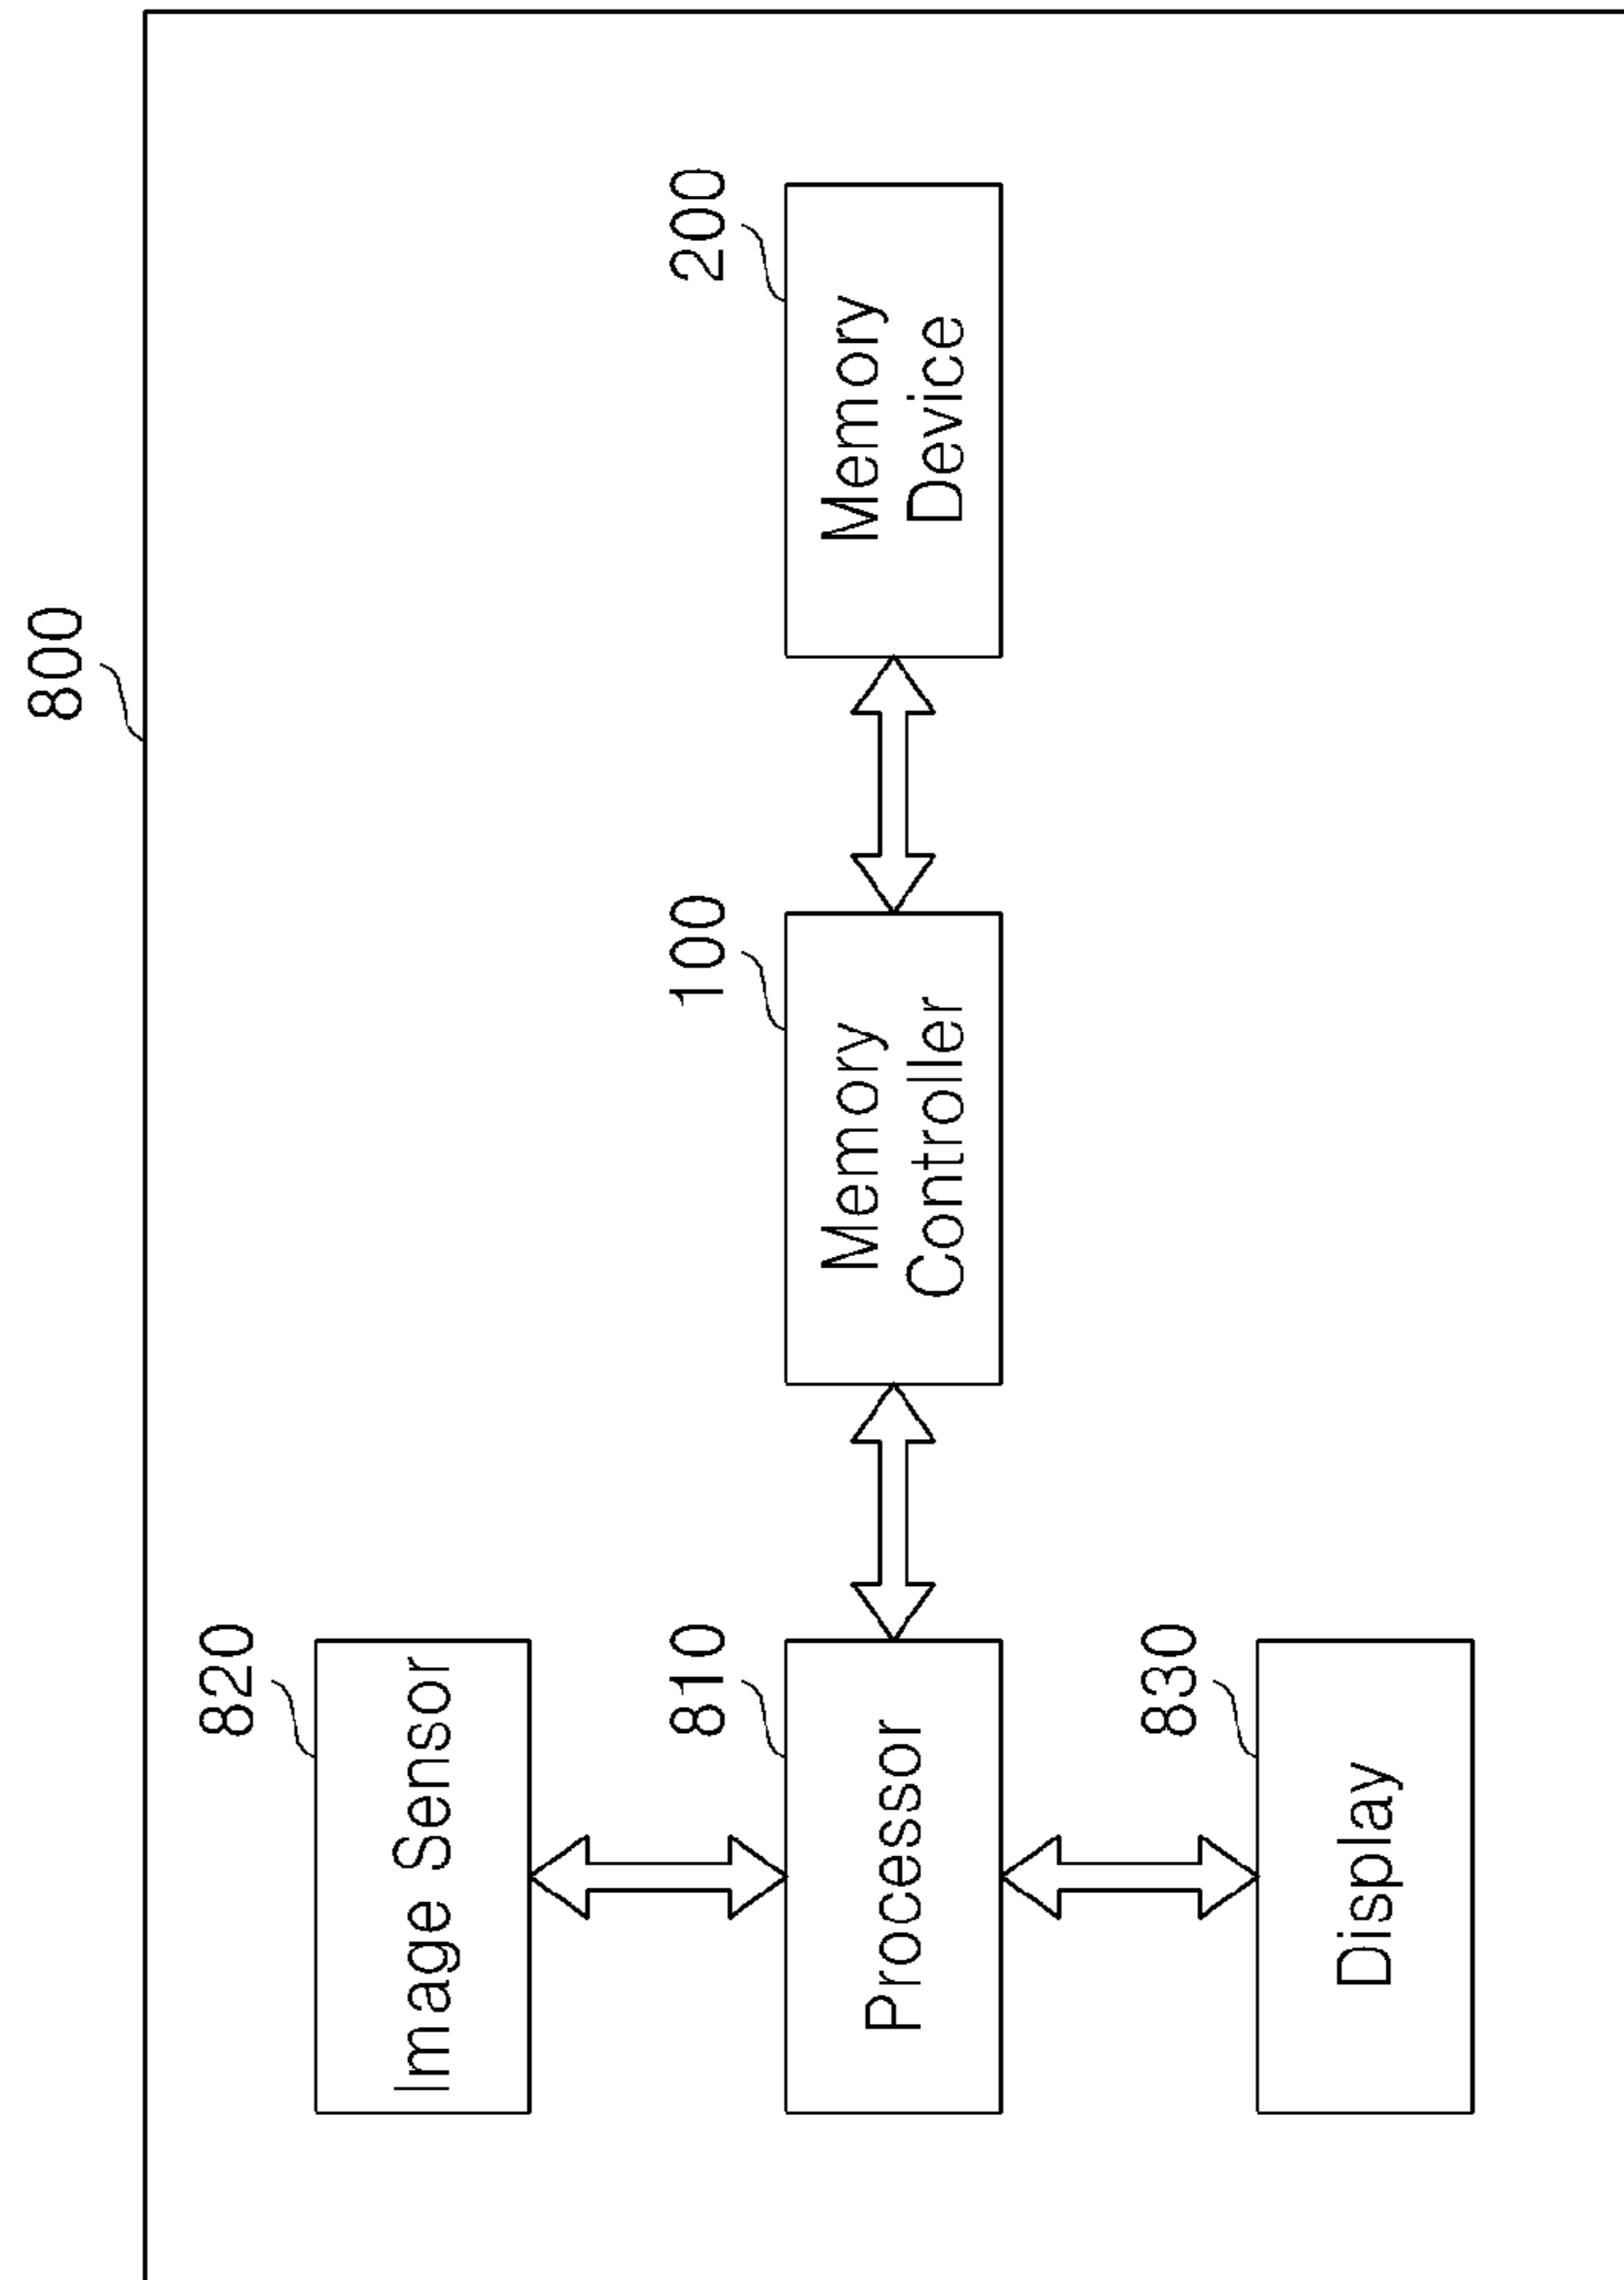 800
820
Image Sensor
810
Processor
100
Memory
Controller
200
Memory
Device
830
Display